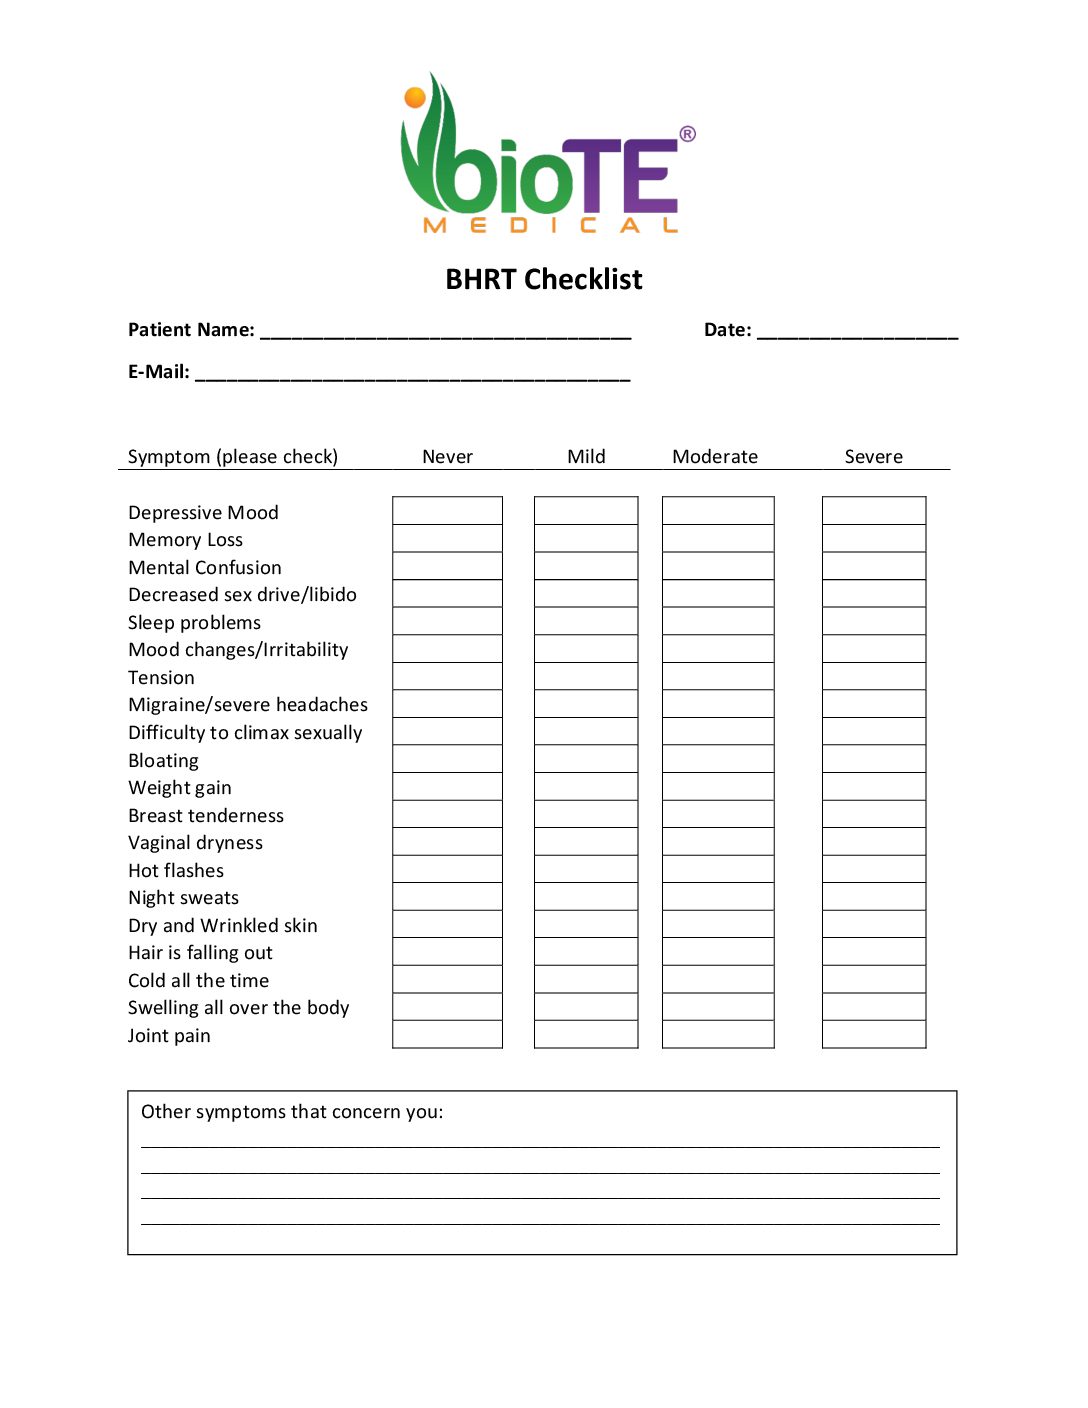 bioTE®
MEDICAL
BHRT Checklist
Patient Name: ___________________________________ Date: ___________________
E-Mail: _________________________________________
Symptom (please check) Never Mild Moderate Severe
Depressive Mood
Memory Loss
Mental Confusion
Decreased sex drive/libido
Sleep problems
Mood changes/Irritability
Tension
Migraine/severe headaches
Difficulty to climax sexually
Bloating
Weight gain
Breast tenderness
Vaginal dryness
Hot flashes
Night sweats
Dry and Wrinkled skin
Hair is falling out
Cold all the time
Swelling all over the body
Joint pain
Other symptoms that concern you: